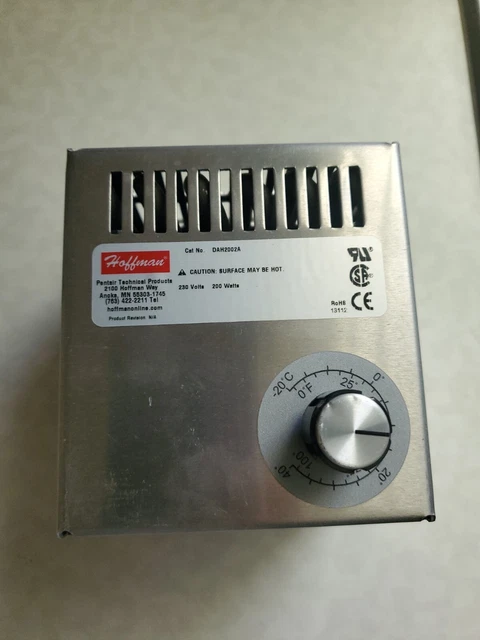 Hoffman
Cat No. DAH2002A
CAUTION: SURFACE MAY BE HOT.
Pentair Technical Products
2100 Hoffman Way
Anoka, MN 55303-1745
(763) 422-2211 Tel
hoffmanonline.com
230 Volts 200 Watts
Product Revision N/A
RoHS
13112
-20°C
0°
20°
40°
0°F
25°
100°